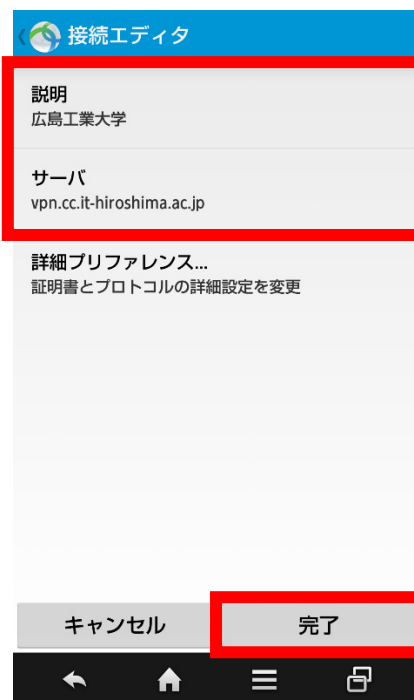 接続エディタ
説明
広島工業大学
サーバ
vpn.cc.it-hiroshima.ac.jp
詳細プリファレンス...
証明書とプロトコルの詳細設定を変更
キャンセル
完了